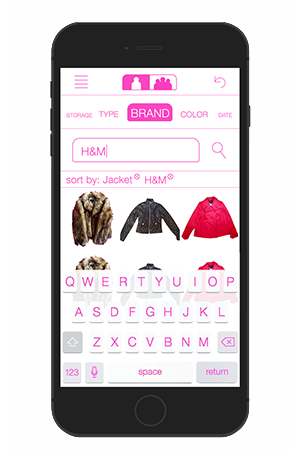 STORAGE TYPE BRAND COLOR DATE
H&M
sort by: Jacket ⊗ H&M ⊗
Q W E R T Y U I O P
A S D F G H J K L
Z X C V B N M
123 space return